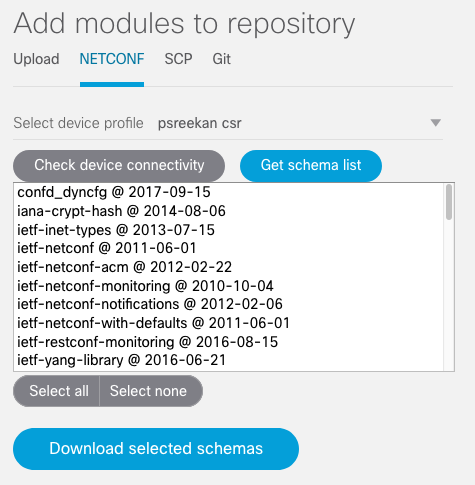 Add modules to repository
Upload NETCONF SCP Git
Select device profile psreekan csr
Check device connectivity Get schema list
confd_dyncfg @ 2017-09-15
iana-crypt-hash @ 2014-08-06
ietf-inet-types @ 2013-07-15
ietf-netconf @ 2011-06-01
ietf-netconf-acm @ 2012-02-22
ietf-netconf-monitoring @ 2010-10-04
ietf-netconf-notifications @ 2012-02-06
ietf-netconf-with-defaults @ 2011-06-01
ietf-restconf-monitoring @ 2016-08-15
ietf-yang-library @ 2016-06-21
Select all Select none
Download selected schemas